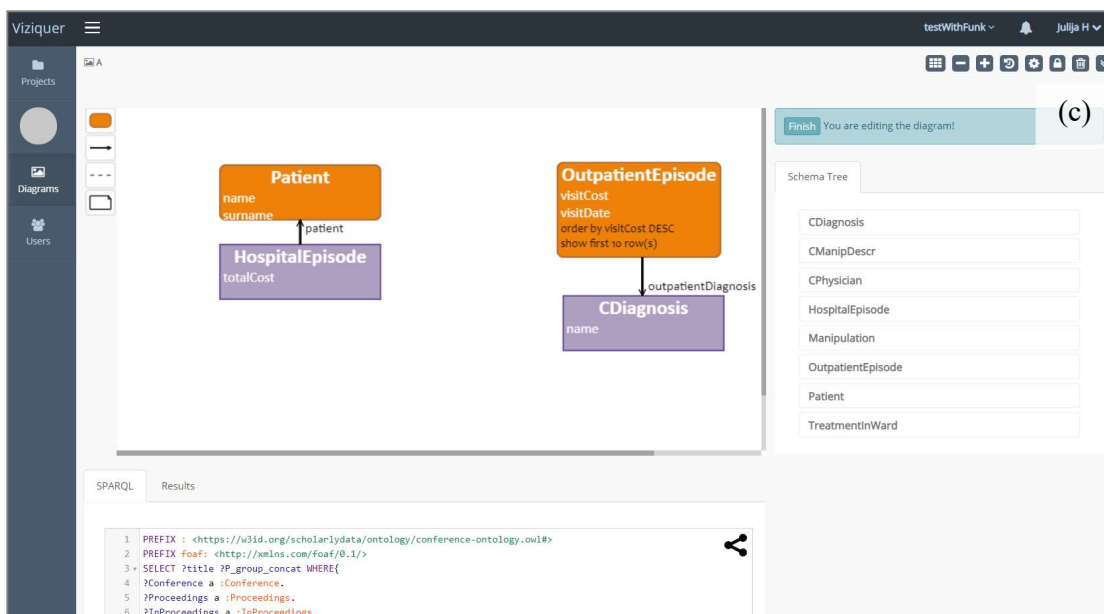 Viziquer
testWithFunk
Julija H
Projects
A
(c)
Finish You are editing the diagram!
Diagrams
Users
Patient
name
surname
patient
HospitalEpisode
totalCost
OutpatientEpisode
visitCost
visitDate
order by visitCost DESC
show first 10 row(s)
outpatientDiagnosis
CDiagnosis
name
Schema Tree
CDiagnosis
CManipDescr
CPhysician
HospitalEpisode
Manipulation
OutpatientEpisode
Patient
TreatmentInWard
SPARQL Results
1 PREFIX : <https://w3id.org/scholarlydata/ontology/conference-ontology.owl#>
2 PREFIX foaf: <http://xmlns.com/foaf/0.1/>
3 SELECT ?title ?P_group_concat WHERE{
4 ?Conference a :Conference.
5 ?Proceedings a :Proceedings.
6 ?InProceedings a :InProceedings.